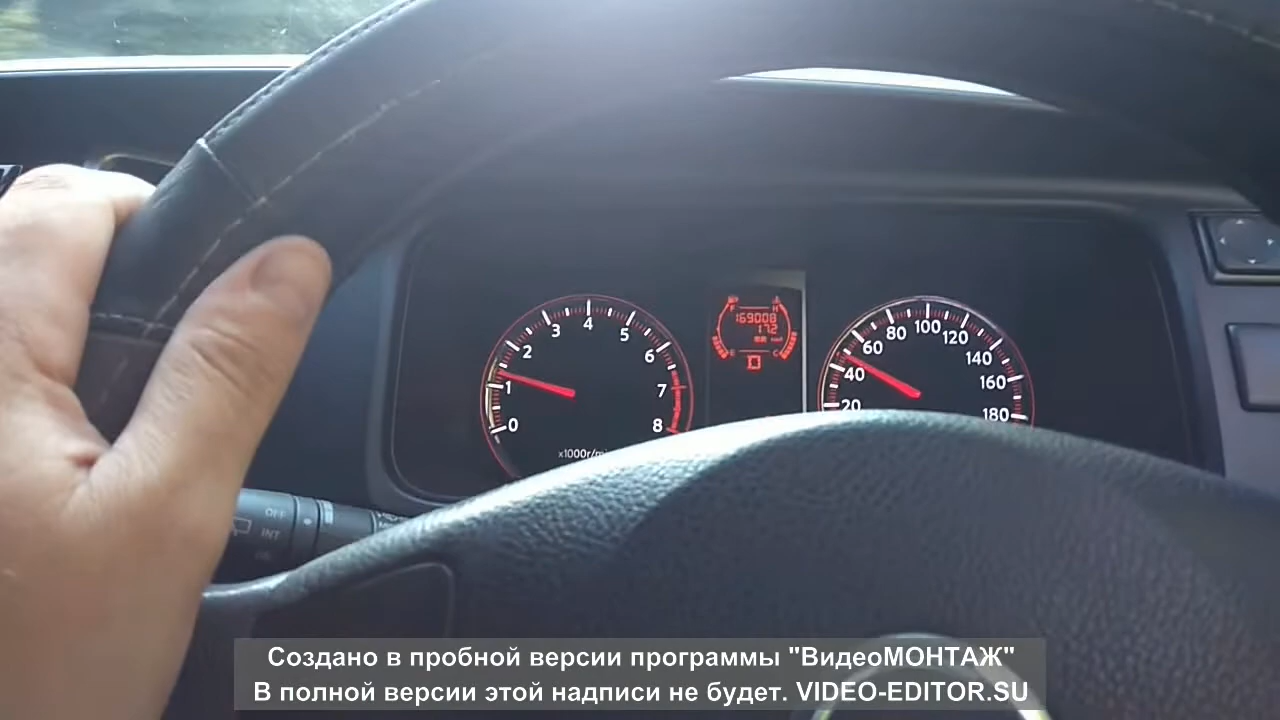 3 4 5
2 6
1 7
0 8
x1000r/mi
F H
169008
172
E C
D
60 80 100 120
40 140
20 160
180
OFF
INT
Создано в пробной версии программы "ВидеоМОНТАЖ"
В полной версии этой надписи не будет. VIDEO-EDITOR.SU